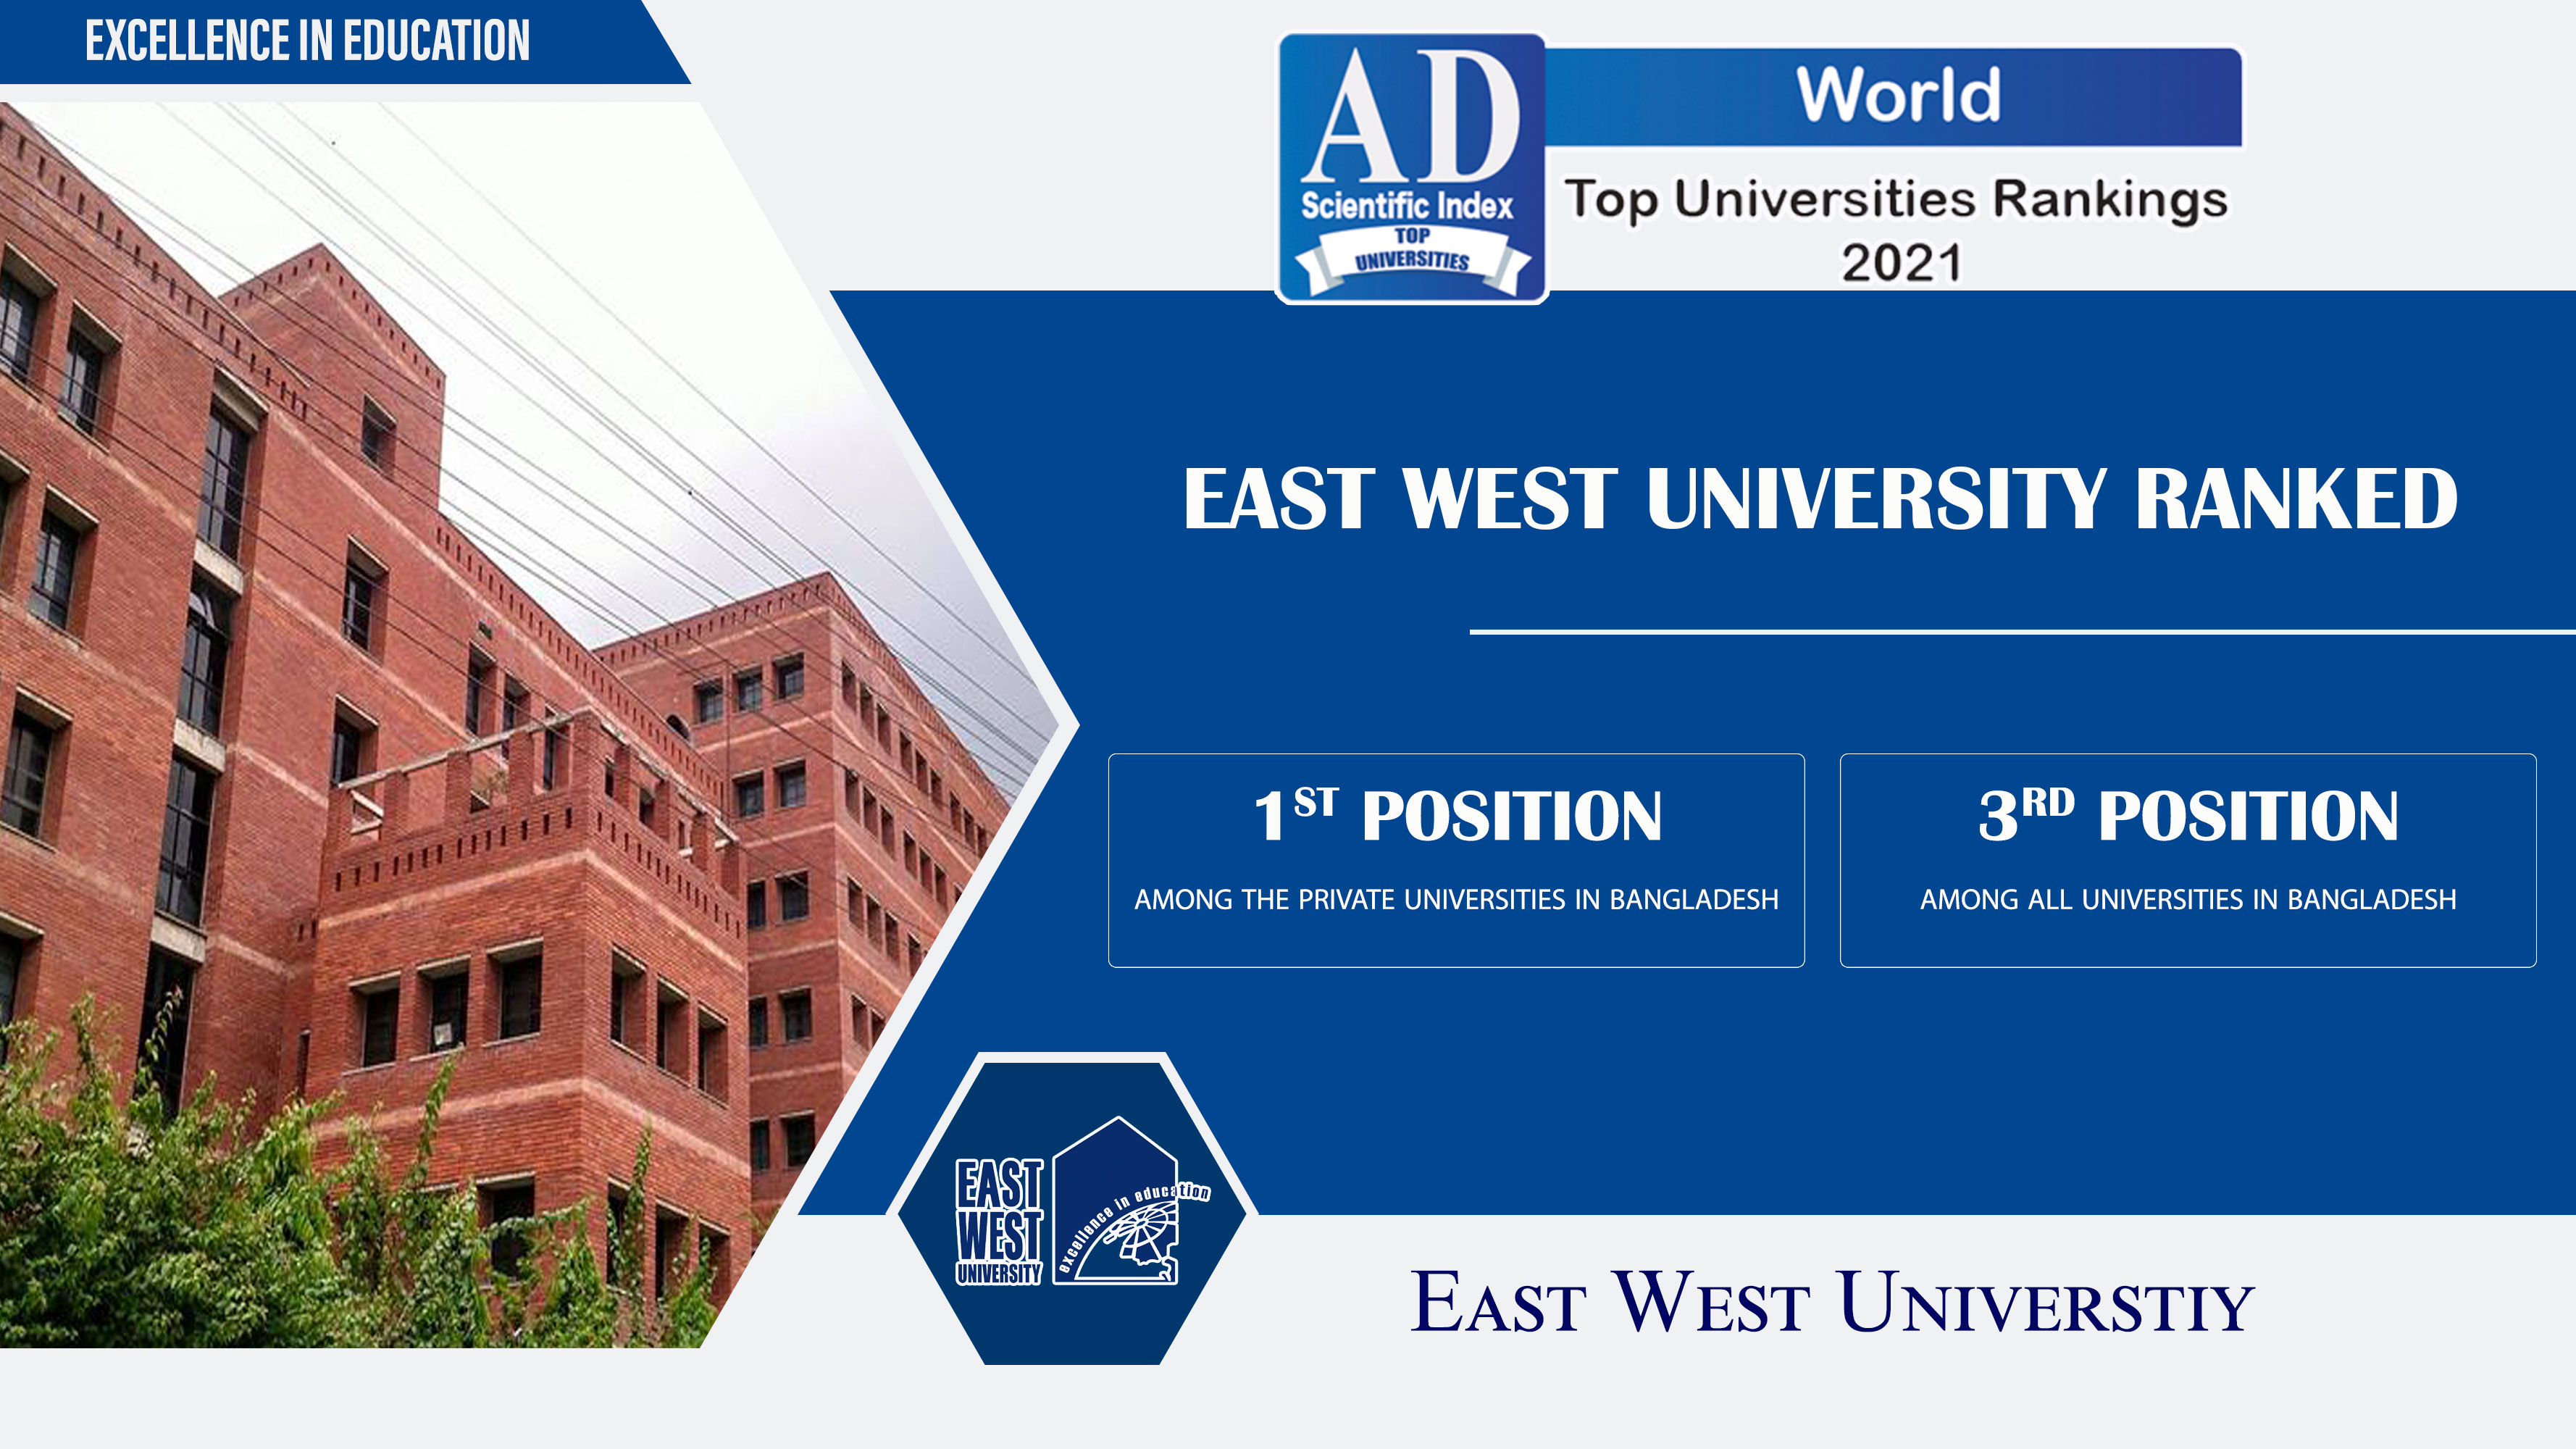 EXCELLENCE IN EDUCATION
AD
Scientific Index
TOP
UNIVERSITIES
World
Top Universities Rankings
2021
EAST WEST UNIVERSITY RANKED
1ST POSITION
AMONG THE PRIVATE UNIVERSITIES IN BANGLADESH
3RD POSITION
AMONG ALL UNIVERSITIES IN BANGLADESH
EAST
WEST
UNIVERSITY
excellence in education
EAST WEST UNIVERSTIY